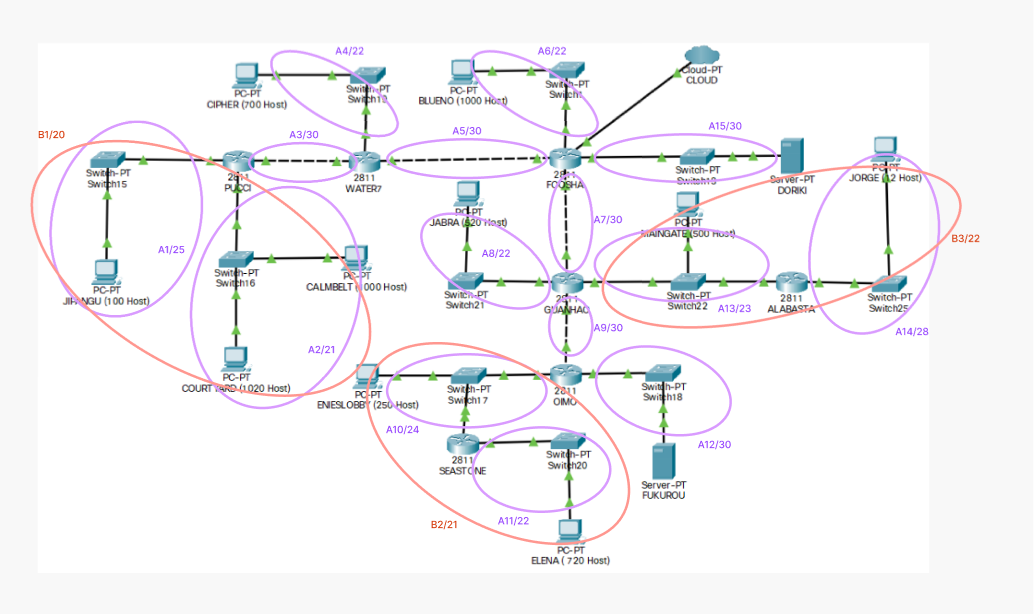 A4/22
A6/22
Cloud-PT
CLOUD
PC-PT
CIPHER (700 Host)
Switch-PT
PC-PT
BLUENO (1000 Host)
Switch-PT
Switch1
B1/20
A3/30
A5/30
A15/30
Switch-PT
Switch15
2811
PUCCI
2811
WATER7
2811
FOOSHA
Switch-PT
Server-PT
DORIKI
PC-PT
JORGE (12 Host)
PC-PT
JABRA (520 Host)
PC-PT
MAINGATE (500 Host)
A7/30
B3/22
A1/25
A8/22
Switch-PT
Switch16
PC-PT
CALMBELT (2000 Host)
PC-PT
JIPANGU (100 Host)
Switch-PT
Switch21
2811
GUANHAO
Switch-PT
Switch22
A13/23
2811
ALABASTA
Switch-PT
Switch25
A14/28
A9/30
A2/21
PC-PT
COURTYARD (1020 Host)
PC-PT
ENIESLOBBY (250 Host)
Switch-PT
Switch17
2811
OIMO
Switch-PT
Switch18
A10/24
A12/30
2811
SEASTONE
Switch-PT
Switch20
Server-PT
FUKUROU
B2/21
A11/22
PC-PT
ELENA ( 720 Host)